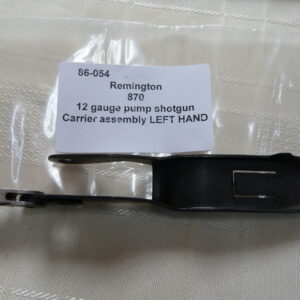 86-054
Remington
870
12 gauge pump shotgun
Carrier assembly LEFT HAND